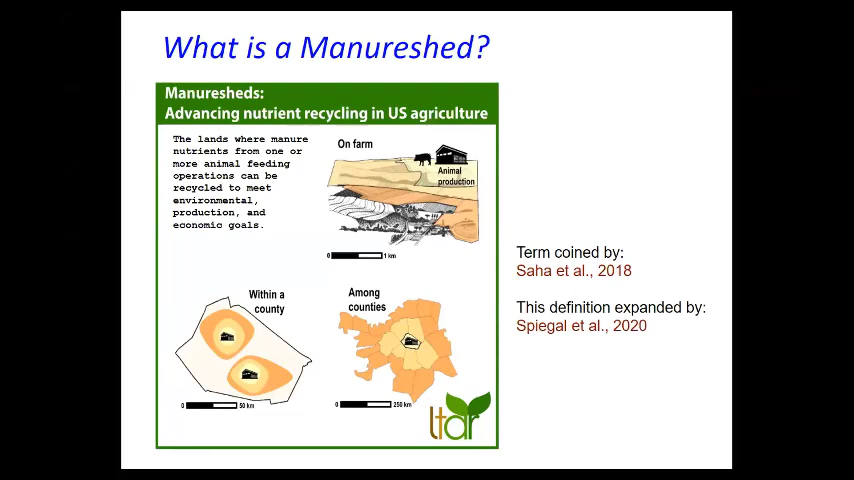 What is a Manureshed?
Manuresheds:
Advancing nutrient recycling in US agriculture
The lands where manure
nutrients from one or
more animal feeding
operations can be
recycled to meet
environmental,
production, and
economic goals.
On farm
Animal
production
0 1 km
Within a
county
0 50 km
Among
counties
0 250 km
ltar
Term coined by:
Saha et al., 2018
This definition expanded by:
Spiegal et al., 2020